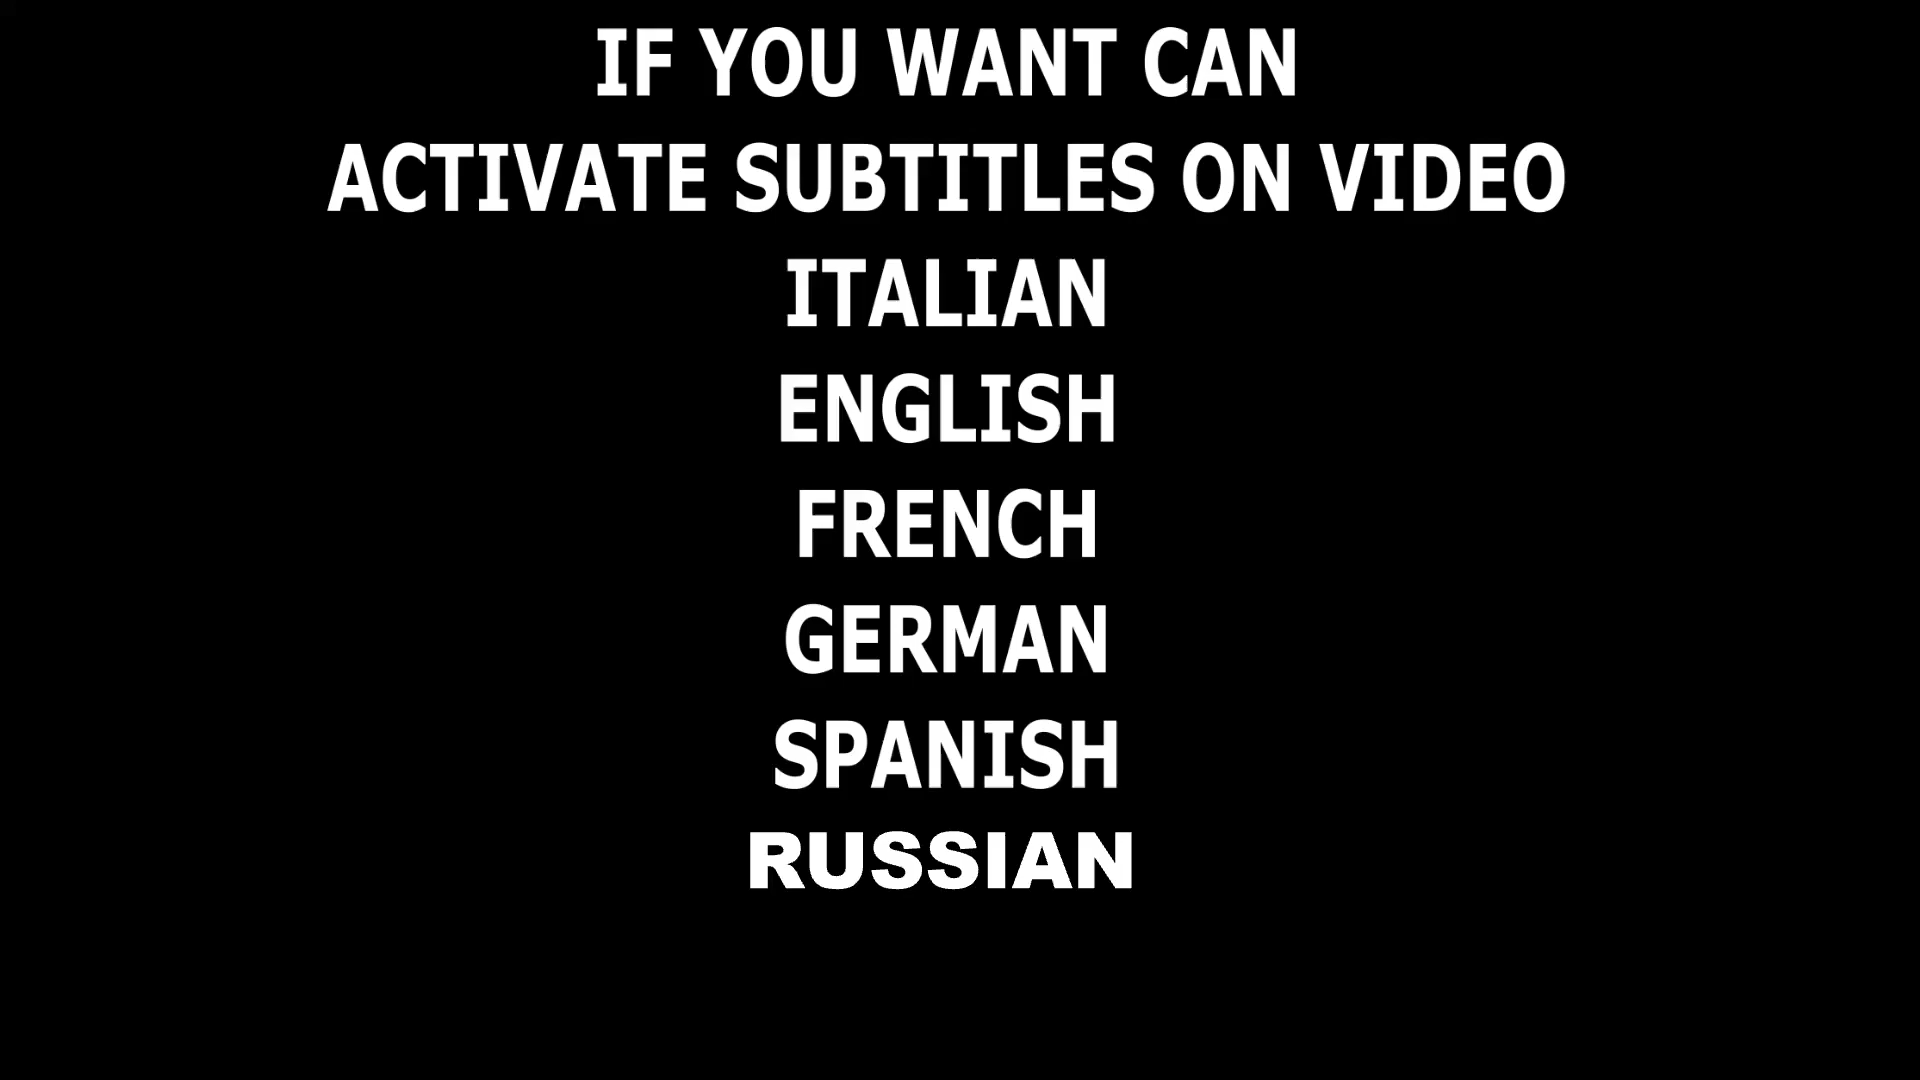 IF YOU WANT CAN
ACTIVATE SUBTITLES ON VIDEO
ITALIAN
ENGLISH
FRENCH
GERMAN
SPANISH
RUSSIAN